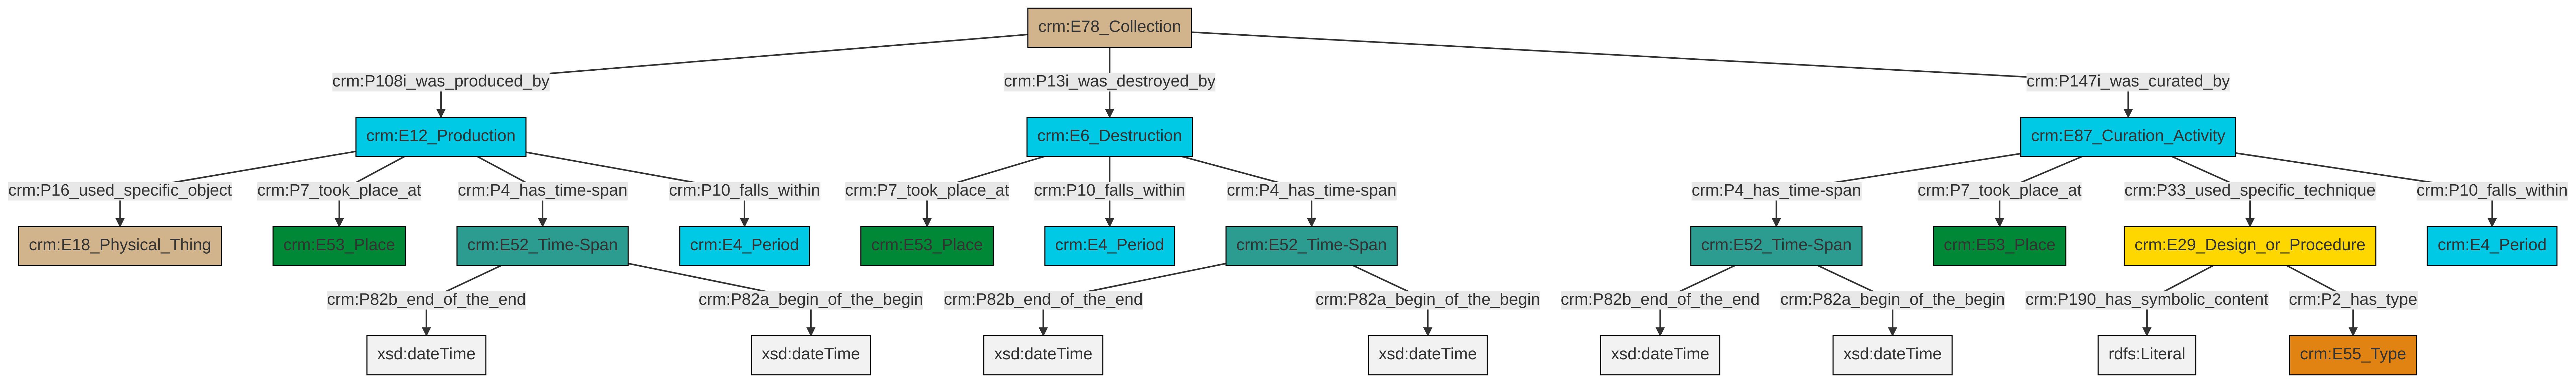 crm:E78_Collection
crm:P108i_was_produced_by
crm:P13i_was_destroyed_by
crm:P147i_was_curated_by
crm:E12_Production
crm:E6_Destruction
crm:E87_Curation_Activity
crm:P16_used_specific_object
crm:P7_took_place_at
crm:P4_has_time-span
crm:P10_falls_within
crm:P7_took_place_at
crm:P10_falls_within
crm:P4_has_time-span
crm:P4_has_time-span
crm:P7_took_place_at
crm:P33_used_specific_technique
crm:P10_falls_within
crm:E18_Physical_Thing
crm:E53_Place
crm:E52_Time-Span
crm:E4_Period
crm:E53_Place
crm:E4_Period
crm:E52_Time-Span
crm:E52_Time-Span
crm:E53_Place
crm:E29_Design_or_Procedure
crm:E4_Period
crm:P82b_end_of_the_end
crm:P82a_begin_of_the_begin
crm:P82b_end_of_the_end
crm:P82a_begin_of_the_begin
crm:P82b_end_of_the_end
crm:P82a_begin_of_the_begin
crm:P190_has_symbolic_content
crm:P2_has_type
xsd:dateTime
xsd:dateTime
xsd:dateTime
xsd:dateTime
xsd:dateTime
xsd:dateTime
rdfs:Literal
crm:E55_Type